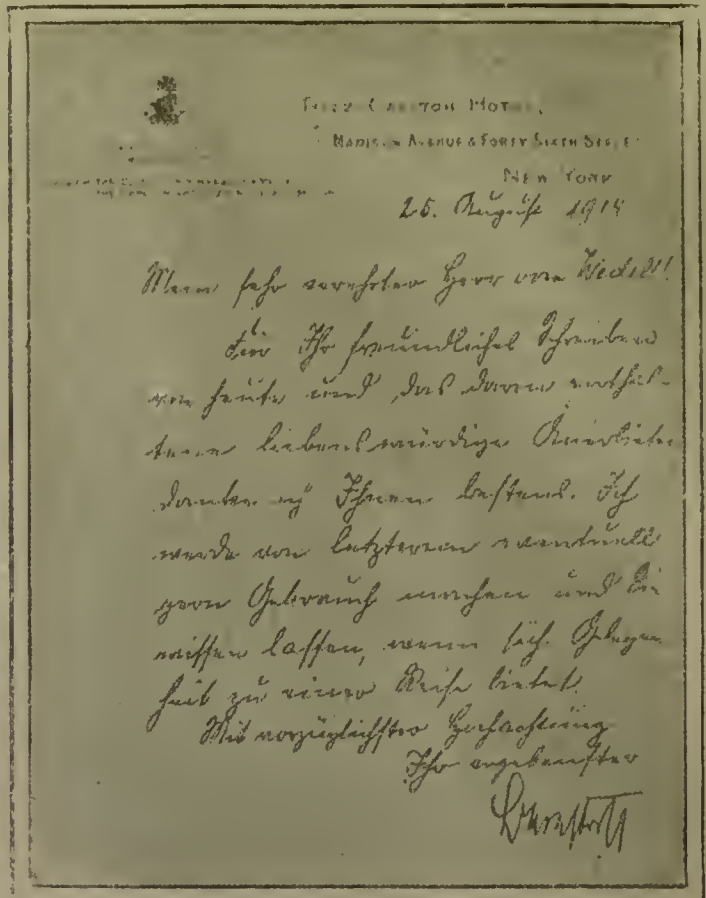 RITZ-CARLTON HOTEL,
MADISON AVENUE & FORTY SIXTH STREET
NEW YORK
25. August 1914
Mein sehr verehrter Herr von Wedell!
Für Ihr freundliches Schreiben
von heute und das darin enthal-
tene liebenswürdige Anerbieten
danke ich Ihnen bestens. Ich
werde von letzterem eventuell
gern Gebrauch machen und Sie
wissen lassen, wenn sich Gelegen
heit zu einer Reise bietet.
Mit vorzüglichster Hochachtung
Ihr ergebenster
Bernstorff